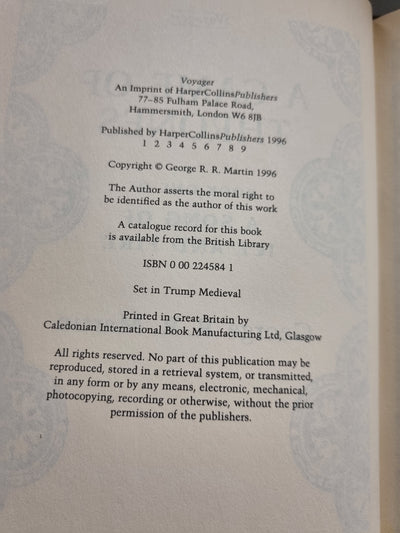 Voyager
An Imprint of HarperCollinsPublishers
77–85 Fulham Palace Road,
Hammersmith, London W6 8JB
Published by HarperCollinsPublishers 1996
1 2 3 4 5 6 7 8 9
Copyright © George R. R. Martin 1996
The Author asserts the moral right to
be identified as the author of this work
A catalogue record for this book
is available from the British Library
ISBN 0 00 224584 1
Set in Trump Medieval
Printed in Great Britain by
Caledonian International Book Manufacturing Ltd, Glasgow
All rights reserved. No part of this publication may be
reproduced, stored in a retrieval system, or transmitted,
in any form or by any means, electronic, mechanical,
photocopying, recording or otherwise, without the prior
permission of the publishers.